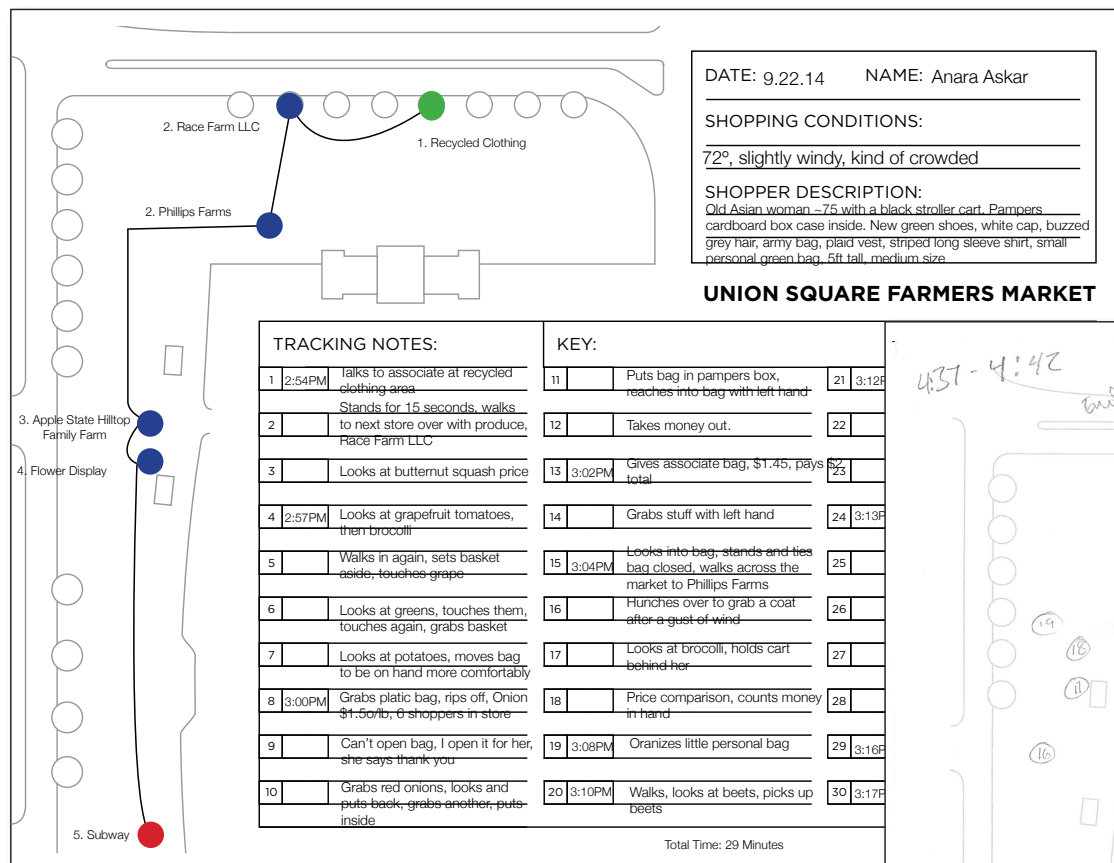 DATE: 9.22.14 NAME: Anara Askar
SHOPPING CONDITIONS:
72º, slightly windy, kind of crowded
SHOPPER DESCRIPTION:
Old Asian woman ~75 with a black stroller cart. Pampers
cardboard box case inside. New green shoes, white cap, buzzed
grey hair, army bag, plaid vest, striped long sleeve shirt, small
personal green bag, 5ft tall, medium size
UNION SQUARE FARMERS MARKET
2. Race Farm LLC
1. Recycled Clothing
2. Phillips Farms
3. Apple State Hilltop
Family Farm
4. Flower Display
5. Subway
TRACKING NOTES:
1 2:54PM Talks to associate at recycled
clothing area
2 Stands for 15 seconds, walks
to next store over with produce,
Race Farm LLC
3 Looks at butternut squash price
4 2:57PM Looks at grapefruit tomatoes,
then brocolli
5 Walks in again, sets basket
aside, touches grape
6 Looks at greens, touches them,
touches again, grabs basket
7 Looks at potatoes, moves bag
to be on hand more comfortably
8 3:00PM Grabs platic bag, rips off, Onion
$1.5o/lb, 6 shoppers in store
9 Can't open bag, I open it for her,
she says thank you
10 Grabs red onions, looks and
puts back, grabs another, puts
inside
KEY:
11 Puts bag in pampers box,
reaches into bag with left hand
12 Takes money out.
13 3:02PM Gives associate bag, $1.45, pays $2
total
14 Grabs stuff with left hand
15 3:04PM Looks into bag, stands and ties
bag closed, walks across the
market to Phillips Farms
16 Hunches over to grab a coat
after a gust of wind
17 Looks at brocolli, holds cart
behind her
18 Price comparison, counts money
in hand
19 3:08PM Oranizes little personal bag
20 3:10PM Walks, looks at beets, picks up
beets
21 3:12P
22
23
24 3:13P
25
26
27
28
29 3:16P
30 3:17P
Total Time: 29 Minutes
4:37 - 4:42
19
18
16